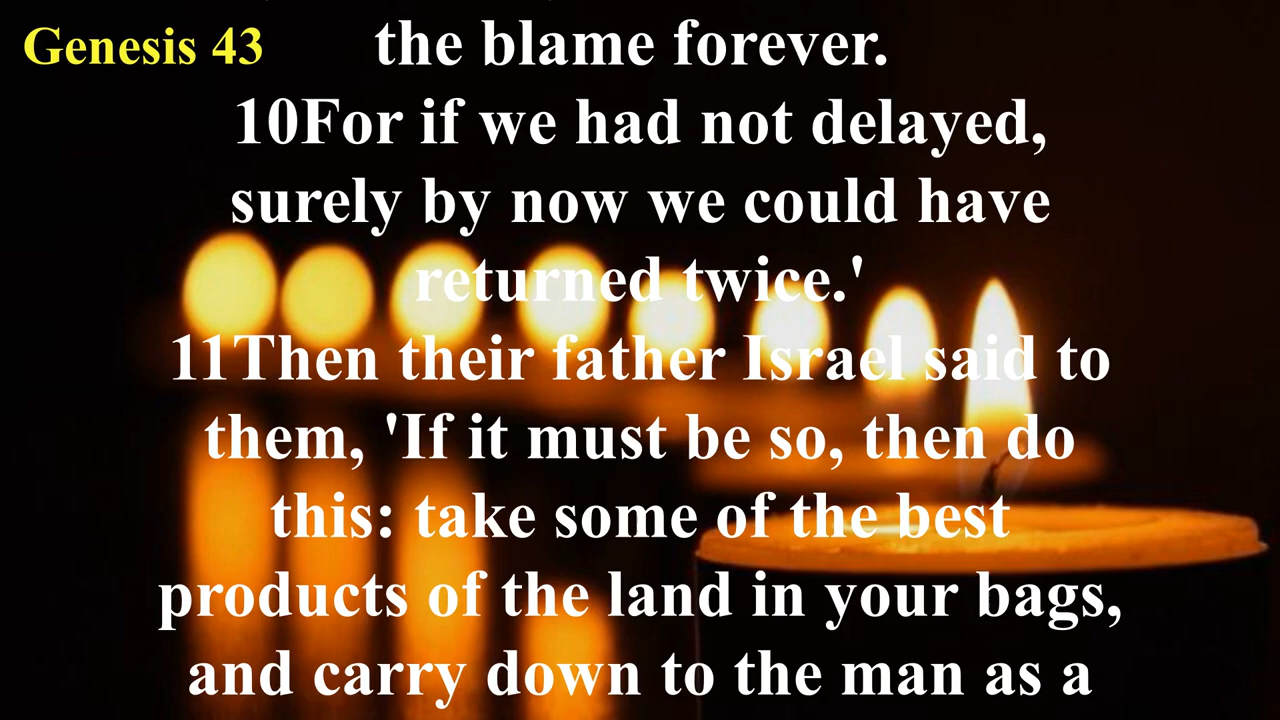 Genesis 43
the blame forever.
10For if we had not delayed,
surely by now we could have
returned twice.'
11Then their father Israel said to
them, 'If it must be so, then do
this: take some of the best
products of the land in your bags,
and carry down to the man as a